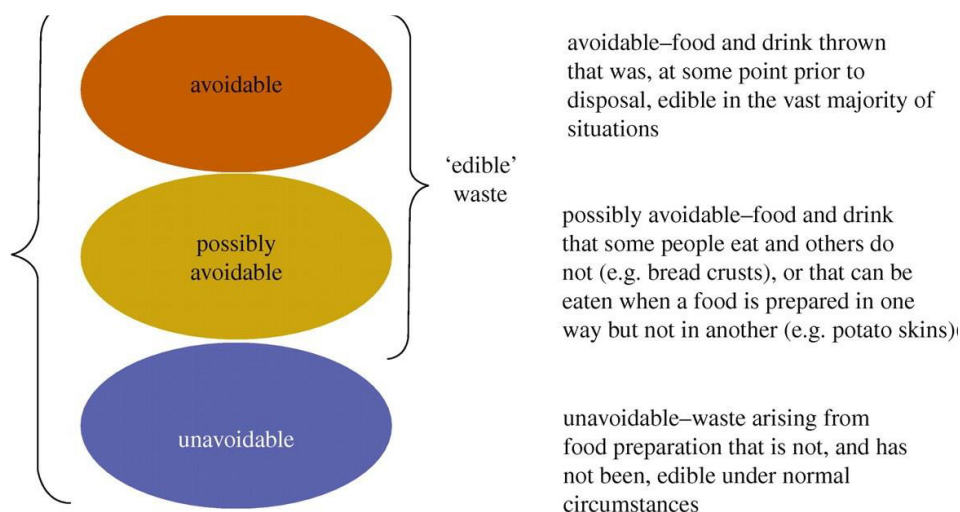 avoidable
possibly
avoidable
unavoidable
‘edible’
waste
avoidable–food and drink thrown
that was, at some point prior to
disposal, edible in the vast majority of
situations
possibly avoidable–food and drink
that some people eat and others do
not (e.g. bread crusts), or that can be
eaten when a food is prepared in one
way but not in another (e.g. potato skins)(
unavoidable–waste arising from
food preparation that is not, and has
not been, edible under normal
circumstances